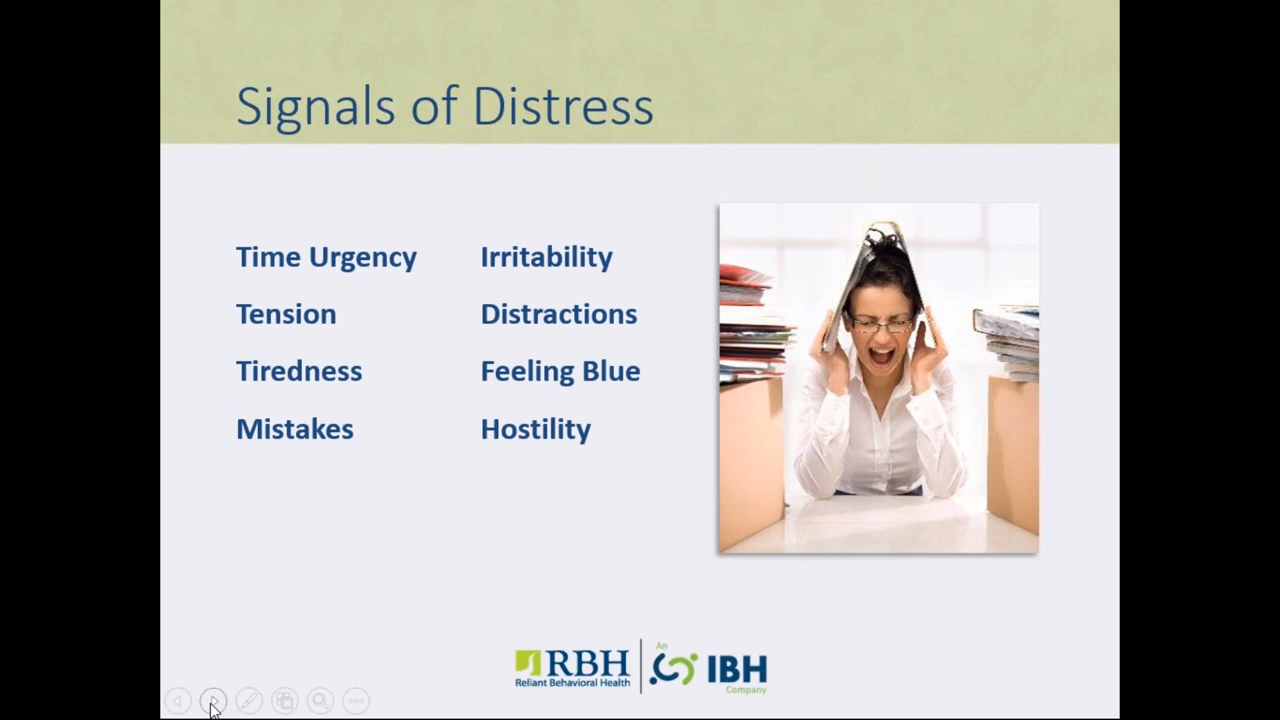 Signals of Distress
Time Urgency
Tension
Tiredness
Mistakes
Irritability
Distractions
Feeling Blue
Hostility
RBH
Reliant Behavioral Health
An
IBH
Company